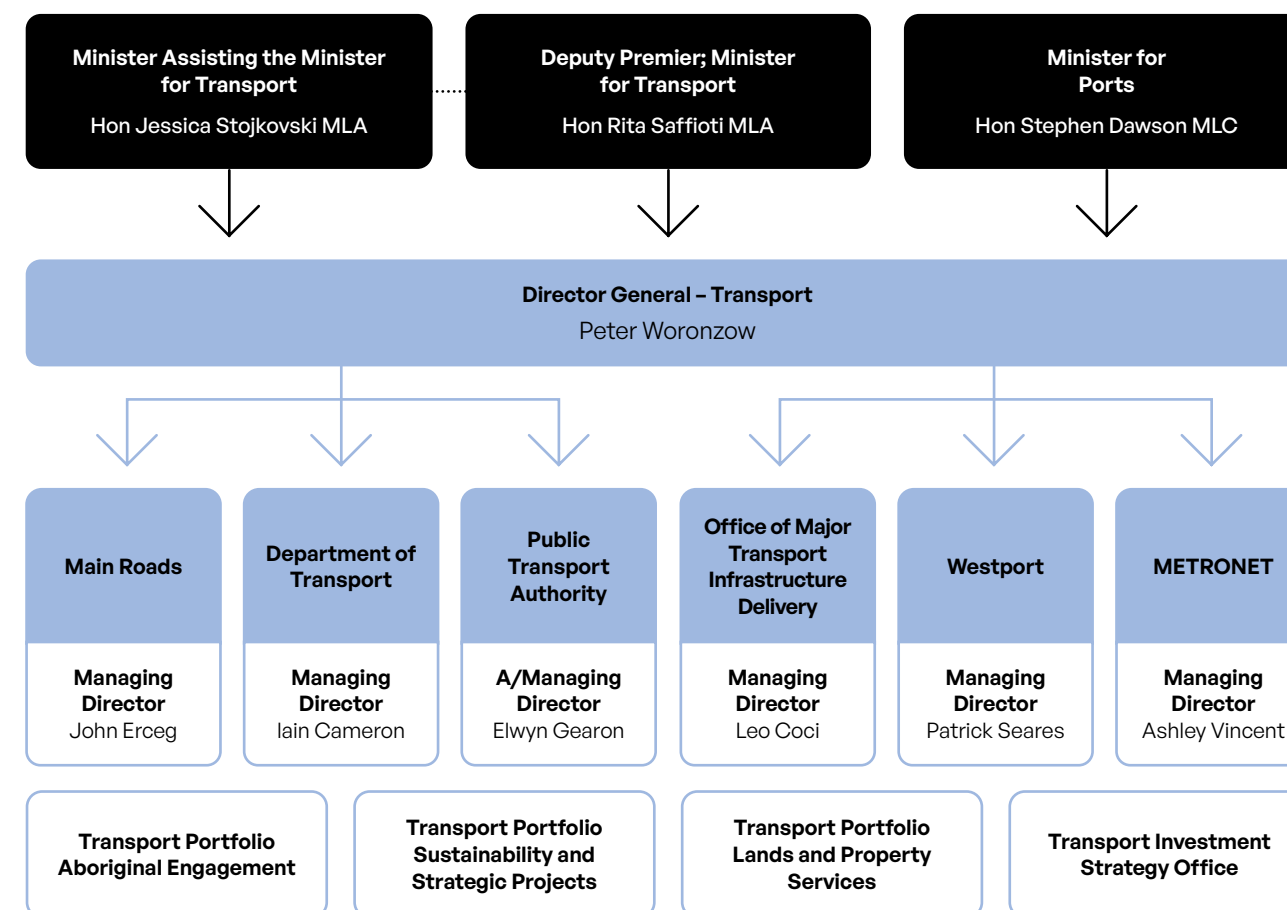 Minister Assisting the Minister
for Transport
Hon Jessica Stojkovski MLA
Deputy Premier; Minister
for Transport
Hon Rita Saffioti MLA
Minister for
Ports
Hon Stephen Dawson MLC
Director General – Transport
Peter Woronzow
Main Roads
Managing
Director
John Erceg
Department of
Transport
Managing
Director
Iain Cameron
Public
Transport
Authority
A/Managing
Director
Elwyn Gearon
Office of Major
Transport
Infrastructure
Delivery
Managing
Director
Leo Coci
Westport
Managing
Director
Patrick Seares
METRONET
Managing
Director
Ashley Vincent
Transport Portfolio
Aboriginal Engagement
Transport Portfolio
Sustainability and
Strategic Projects
Transport Portfolio
Lands and Property
Services
Transport Investment
Strategy Office